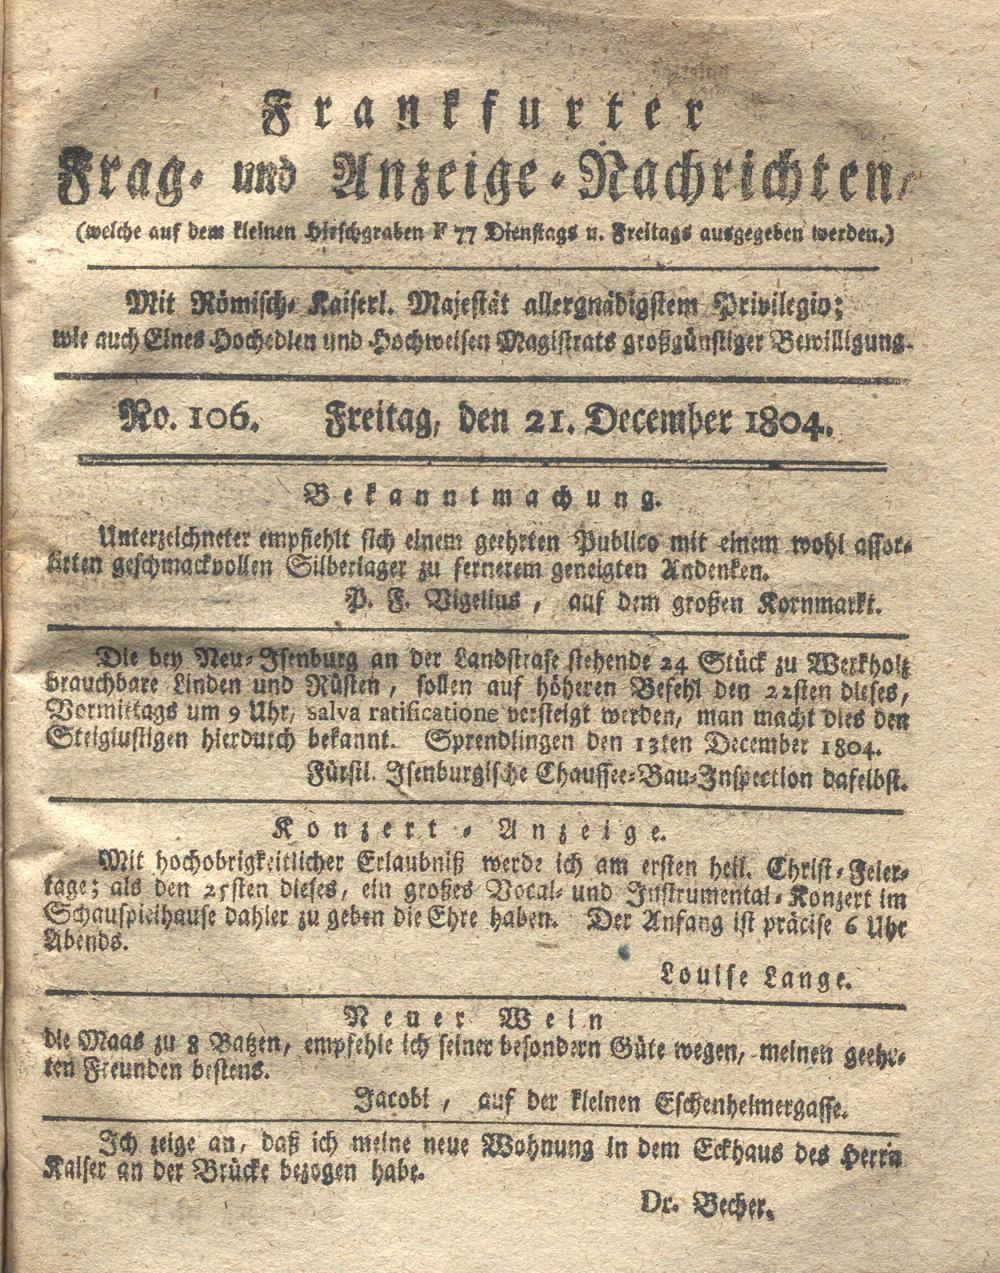 Frankfurter
Frag- und Anzeige-Nachrichten,
(welche auf dem kleinen Hirschgraben F 77 Dienstags u. Freitags ausgegeben werden.)
Mit Römisch- Kaiserl. Majestät allergnädigstem Privilegio;
wie auch Eines Hochedlen und Hochweisen Magistrats großgünstiger Bewilligung.
No. 106. Freitag, den 21. December 1804.
Bekanntmachung.
Unterzeichneter empfiehlt sich einem geehrten Publico mit einem wohl assor-
tirten geschmackvollen Silberlager zu fernerem geneigten Andenken.
P. F. Vigelius, auf dem großen Kornmarkt.
Die bey Neu-Isenburg an der Landstrase stehende 24 Stück zu Werkholz
brauchbare Linden und Rüsten, sollen auf höheren Befehl den 22sten dieses,
Vormittags um 9 Uhr, salva ratificatione versteigt werden, man macht dies den
Steiglustigen hierdurch bekannt. Sprendlingen den 13ten December 1804.
Fürstl. Isenburgische Chaussee-Bau-Inspection daselbst.
Konzert-Anzeige.
Mit hochobrigkeitlicher Erlaubniß werde ich am ersten heil. Christ-Feier-
tage; als den 25sten dieses, ein großes Vocal- und Instrumental-Konzert im
Schauspielhause dahier zu geben die Ehre haben. Der Anfang ist präcise 6 Uhr
Abends.
Louise Lange.
Neuer Wein
die Maas zu 8 Batzen, empfehle ich seiner besondern Güte wegen, meinen geehr-
ten Freunden bestens.
Jacobi, auf der kleinen Eschenheimergasse.
Ich zeige an, daß ich meine neue Wohnung in dem Eckhaus des Herrn
Kaiser an der Brücke bezogen habe.
Dr. Becher.